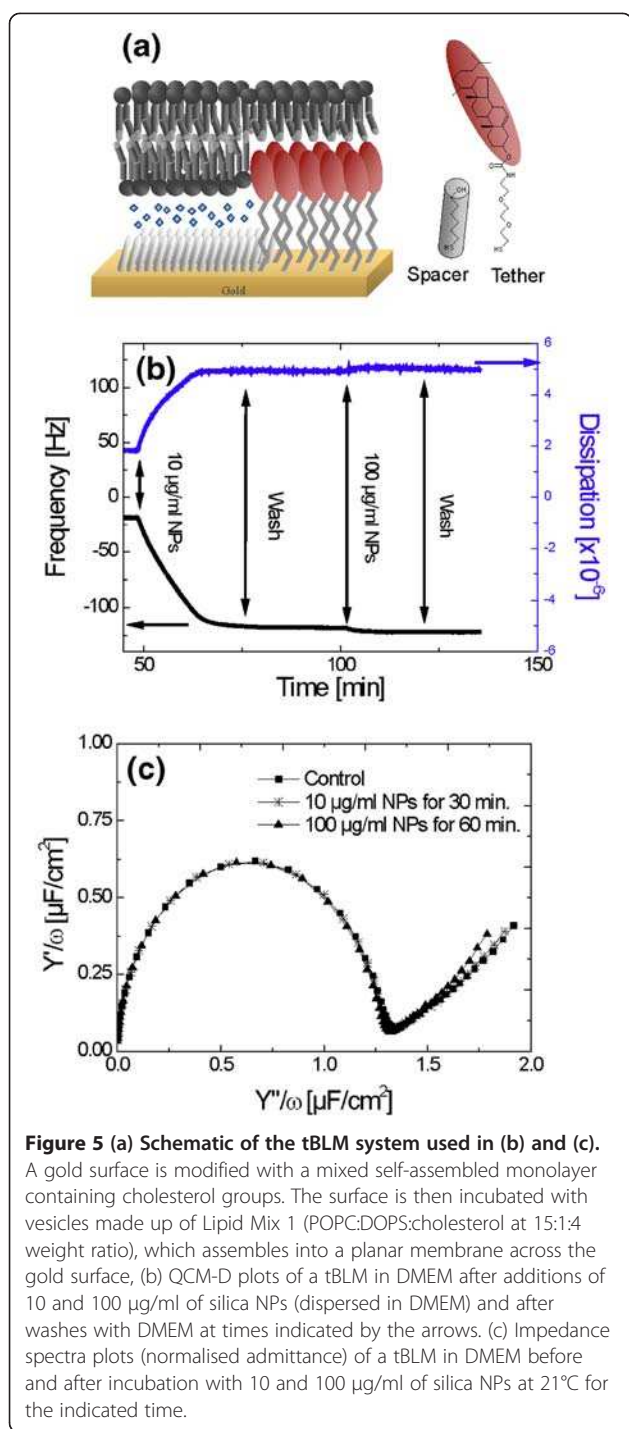 (a)
OH
HS
O
NH
O
O
HS
Gold
Spacer
Tether
(b)
Frequency [Hz]
100
50
0
-50
-100
10 µg/ml NPs
Wash
100 µg/ml NPs
Wash
6
4
2
0
-2
-4
-6
Dissipation [x10⁻⁶]
50
100
150
Time [min]
(c)
Control
10 µg/ml NPs for 30 min.
100 µg/ml NPs for 60 min.
Y'/ω [µF/cm²]
1.00
0.75
0.50
0.25
0.00
0.0
0.5
1.0
1.5
2.0
Y''/ω [µF/cm²]
Figure 5 (a) Schematic of the tBLM system used in (b) and (c).
A gold surface is modified with a mixed self-assembled monolayer
containing cholesterol groups. The surface is then incubated with
vesicles made up of Lipid Mix 1 (POPC:DOPS:cholesterol at 15:1:4
weight ratio), which assembles into a planar membrane across the
gold surface, (b) QCM-D plots of a tBLM in DMEM after additions of
10 and 100 µg/ml of silica NPs (dispersed in DMEM) and after
washes with DMEM at times indicated by the arrows. (c) Impedance
spectra plots (normalised admittance) of a tBLM in DMEM before
and after incubation with 10 and 100 µg/ml of silica NPs at 21°C for
the indicated time.